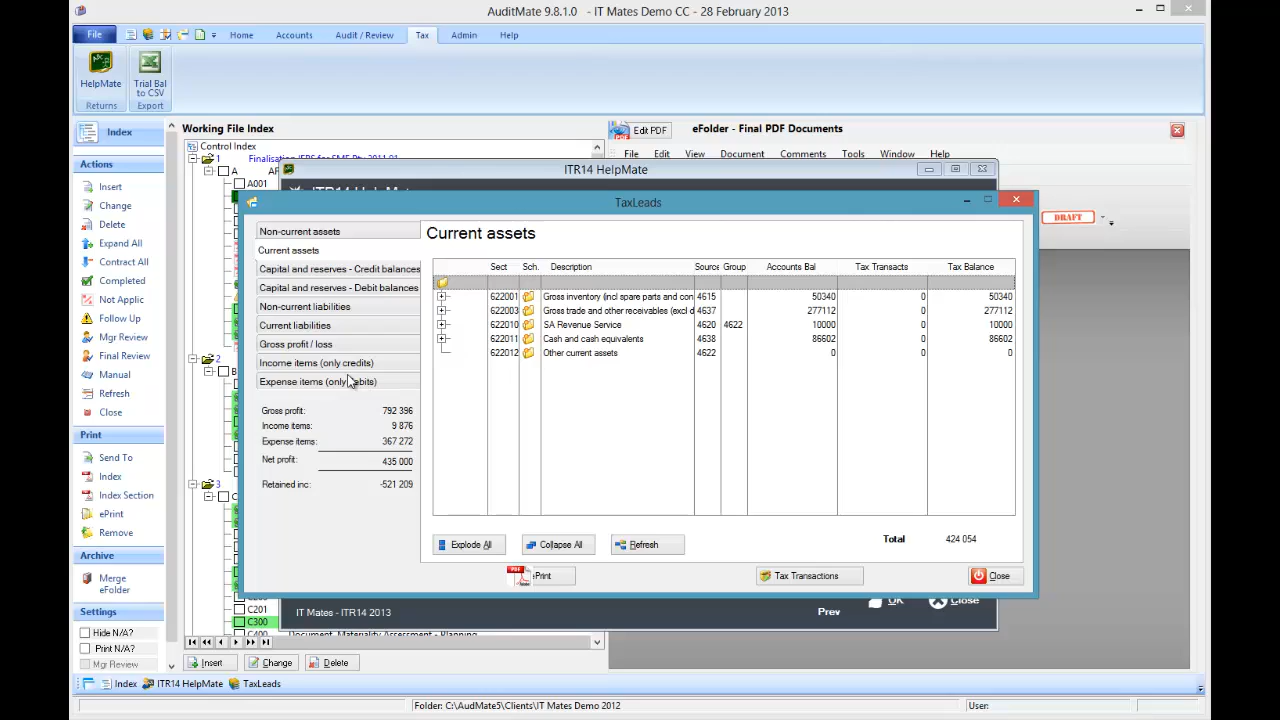 AuditMate 9.8.1.0 - IT Mates Demo CC - 28 February 2013
File Home Accounts Audit / Review Tax Admin Help
HelpMate
Returns
Trial Bal
to CSV
Export
Index
Actions
Insert
Change
Delete
Expand All
Contract All
Completed
Not Applic
Follow Up
Mgr Review
Final Review
Manual
Refresh
Close
Print
Send To
Index
Index Section
ePrint
Remove
Archive
Merge
eFolder
Settings
Hide N/A?
Print N/A?
Mgr Review
Working File Index
Control Index
1
A
A001
2
B
3
C
C201
C300
Insert Change Delete
eFolder - Final PDF Documents
Edit PDF
File Edit View Document Comments Tools Window Help
DRAFT
ITR14 HelpMate
TaxLeads
Non-current assets
Current assets
Capital and reserves - Credit balances
Capital and reserves - Debit balances
Non-current liabilities
Current liabilities
Gross profit / loss
Income items (only credits)
Expense items (only
Gross profit: 792 396
Income items: 9 876
Expense items: 367 272
Net profit: 435 000
Retained inc: -521 209
Current assets
Sect Sch. Description Source Group Accounts Bal Tax Transacts Tax Balance
622001 Gross inventory (incl spare parts and con 4615 50340 0 50340
622003 Gross trade and other receivables (excl d 4637 277112 0 277112
622010 SA Revenue Service 4620 4622 10000 0 10000
622011 Cash and cash equivalents 4638 86602 0 86602
622012 Other current assets 4622 0 0 0
Explode All Collapse All Refresh Total 424 054
Print Tax Transactions Close
IT Mates - ITR14 2013 Prev OK Close
Index ITR14 HelpMate TaxLeads
Folder: C:\AudMate5\Clients\IT Mates Demo 2012 User: